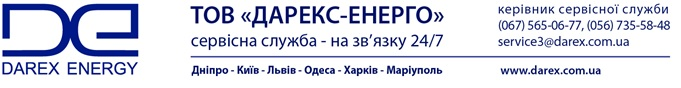 DE
DAREX ENERGY
ТОВ «ДАРЕКС-ЕНЕРГО»
сервісна служба - на зв’язку 24/7
Дніпро - Київ - Львів - Одеса - Харків - Маріуполь
керівник сервісної служби
(067) 565-06-77, (056) 735-58-48
service3@darex.com.ua
www.darex.com.ua